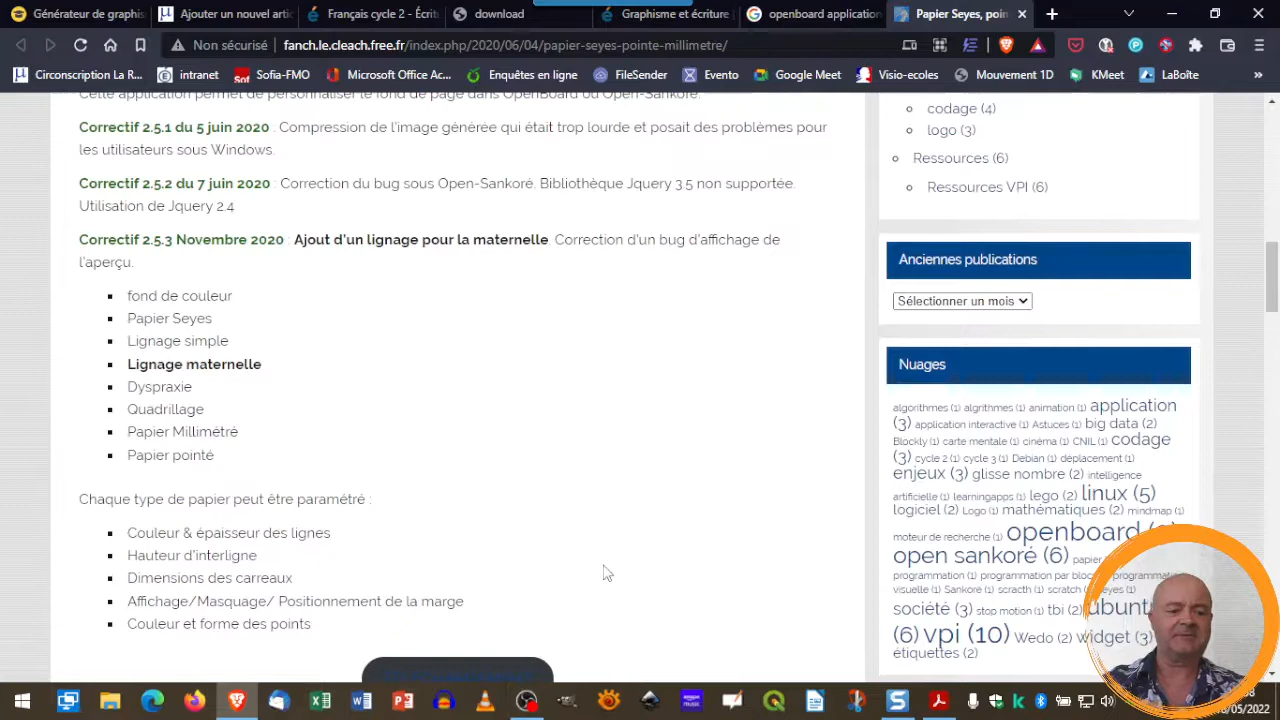 Générateur de graphis
Ajouter un nouvel artic
Français cycle 2 - Écrit
download
Graphisme et écriture
openboard application
Papier Seyes, poin
Non sécurisé
fanch.le.cleach.free.fr/index.php/2020/06/04/papier-seyes-pointe-millimetre/
Circonscription La R...
intranet
Sofia-FMO
Microsoft Office Ac...
Enquêtes en ligne
FileSender
Evento
Google Meet
Visio-ecoles
Mouvement 1D
KMeet
LaBoîte
Cette application permet de personnaliser le fond de page dans OpenBoard ou Open-Sankoré.
Correctif 2.5.1 du 5 juin 2020 : Compression de l'image générée qui était trop lourde et posait des problèmes pour
les utilisateurs sous Windows.
Correctif 2.5.2 du 7 juin 2020 : Correction du bug sous Open-Sankoré. Bibliothèque Jquery 3.5 non supportée.
Utilisation de Jquery 2.4
Correctif 2.5.3 Novembre 2020 : Ajout d'un lignage pour la maternelle Correction d'un bug d'affichage de
l'aperçu.
fond de couleur
Papier Seyes
Lignage simple
Lignage maternelle
Dyspraxie
Quadrillage
Papier Millimétré
Papier pointé
Chaque type de papier peut être paramétré :
Couleur & épaisseur des lignes
Hauteur d'interligne
Dimensions des carreaux
Affichage/Masquage/ Positionnement de la marge
Couleur et forme des points
codage (4)
logo (3)
Ressources (6)
Ressources VPI (6)
Anciennes publications
Sélectionner un mois
Nuages
algorithmes (1) algrithmes (1) animation (1) application
(3) application interactive (1) Astuces (1) big data (2)
Blockly (1) carte mentale (1) cinéma (1) CNIL (1) codage
(3) cycle 2 (1) cycle 3 (1) Debian (1) déplacement (1)
enjeux (3) glisse nombre (2) intelligence
artificielle (1) learningapps (1) lego (2) linux (5)
logiciel (2) Logo (1) mathématiques (2) mindmap (1)
moteur de recherche (1) openboard
open sankoré (6) papier
programmation (1) programmation par bloc programmati
visuelle (1) Sankoré (1) scracth (1) scratch
société (3) stop motion (1) tbi (2) ubunt
(6) vpi (10) Wedo (2) widget (3)
étiquettes (2)
/05/2022